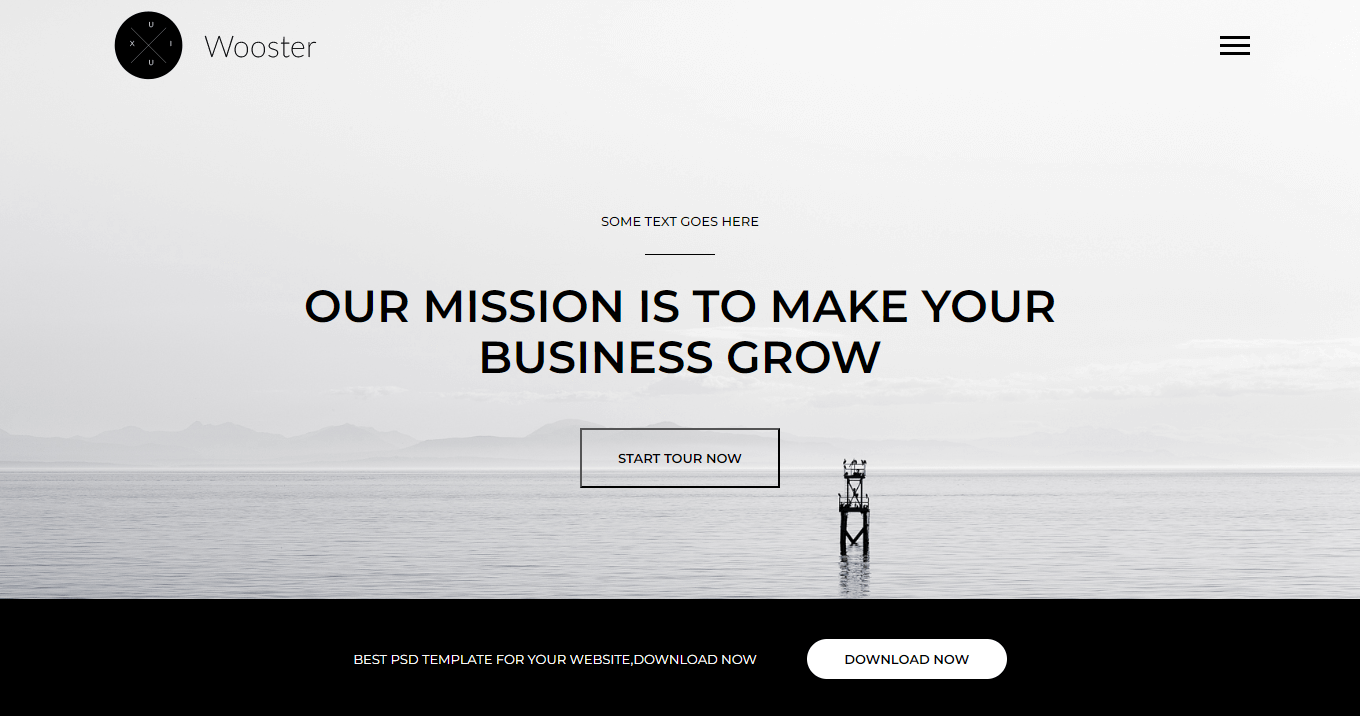 U
X I
U
Wooster
SOME TEXT GOES HERE
OUR MISSION IS TO MAKE YOUR
BUSINESS GROW
START TOUR NOW
BEST PSD TEMPLATE FOR YOUR WEBSITE,DOWNLOAD NOW
DOWNLOAD NOW